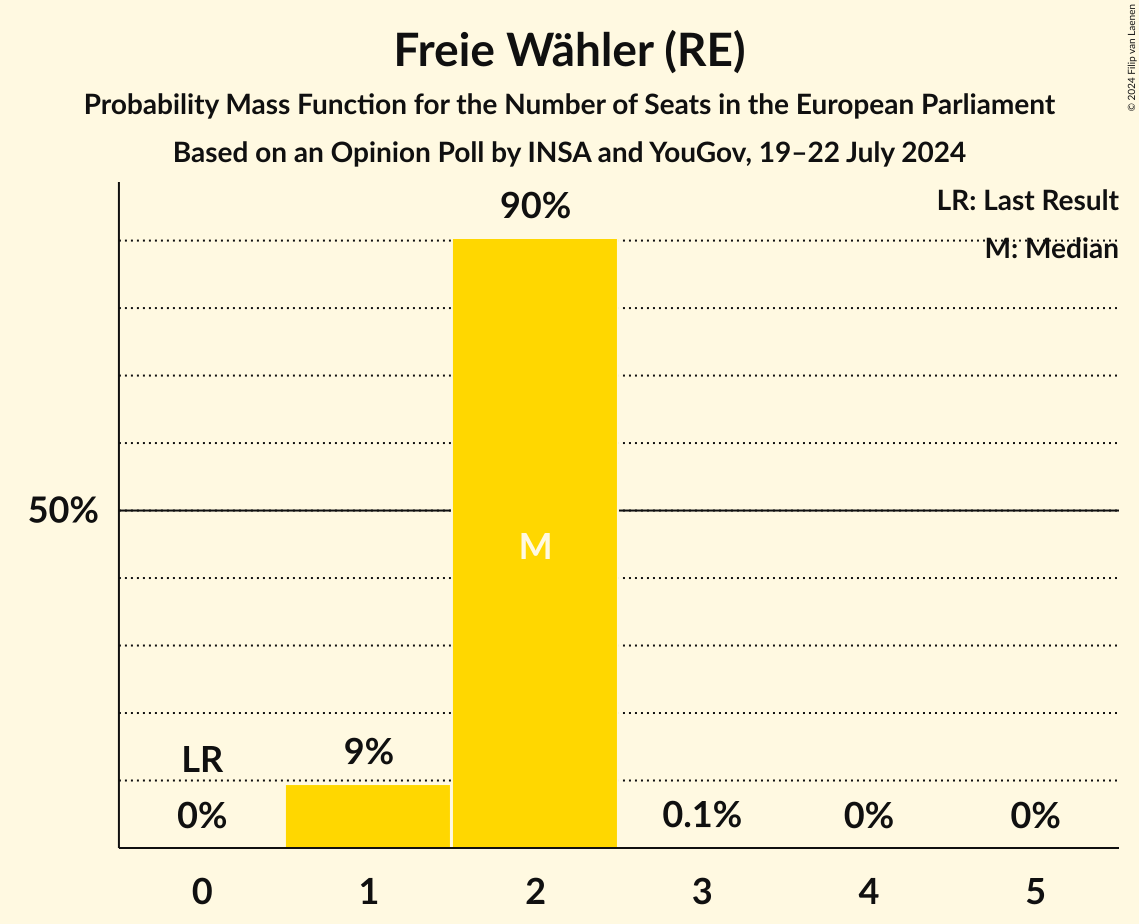 Freie Wähler (RE)
Probability Mass Function for the Number of Seats in the European Parliament
Based on an Opinion Poll by INSA and YouGov, 19–22 July 2024
© 2024 Filip van Laenen
LR: Last Result
M: Median
90%
50%
M
LR
9%
0%
0.1%
0%
0%
0 1 2 3 4 5